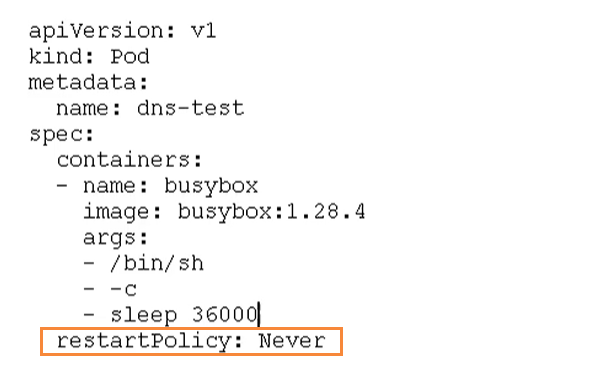 apiVersion: v1
kind: Pod
metadata:
  name: dns-test
spec:
  containers:
  - name: busybox
    image: busybox:1.28.4
    args:
    - /bin/sh
    - -c
    - sleep 36000
  restartPolicy: Never